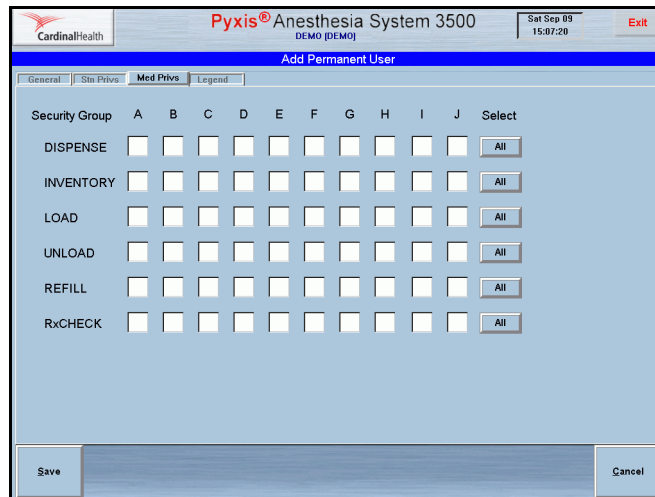 CardinalHealth
Pyxis® Anesthesia System 3500
DEMO (DEMO)
Sat Sep 09
15:07:20
Exit
Add Permanent User
General Stn Privs Med Privs Legend
Security Group A B C D E F G H I J Select
DISPENSE All
INVENTORY All
LOAD All
UNLOAD All
REFILL All
RxCHECK All
Save Cancel